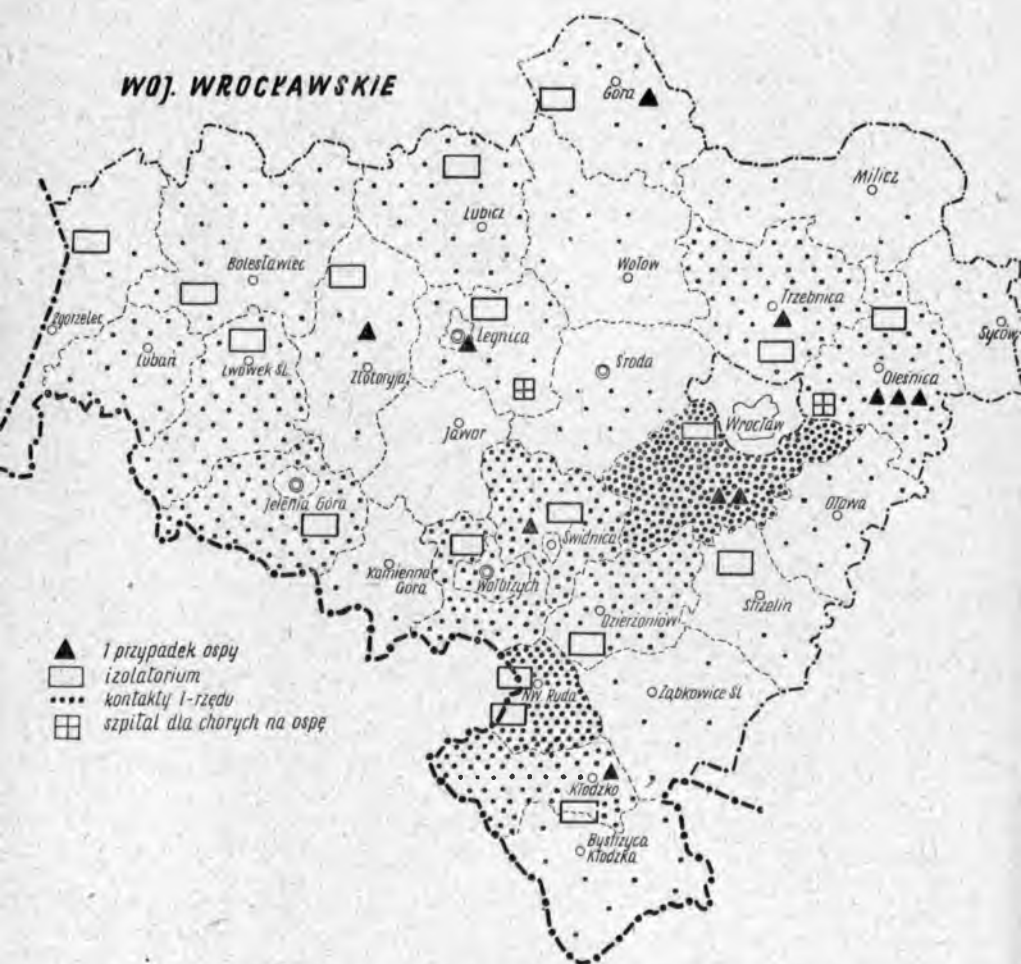 WOJ. WROCŁAWSKIE
Góra
Milicz
Lubicz
Bolesławiec
Wołow
Trzebnica
Zgorzelec
Syców
Legnica
Lubań
Lwówek Śl.
Złotoryja
Środa
Oleśnica
Wrocław
Jawor
Jelenia Góra
Oława
Świdnica
Kamienna
Góra
Wałbrzych
Strzelin
Dzierżoniów
NW. Ruda
Ząbkowice Śl
1 przypadek ospy
izolatorium
kontakty I-rzędu
szpital dla chorych na ospę
Kłodzko
Bystrzyca
Kłodzka